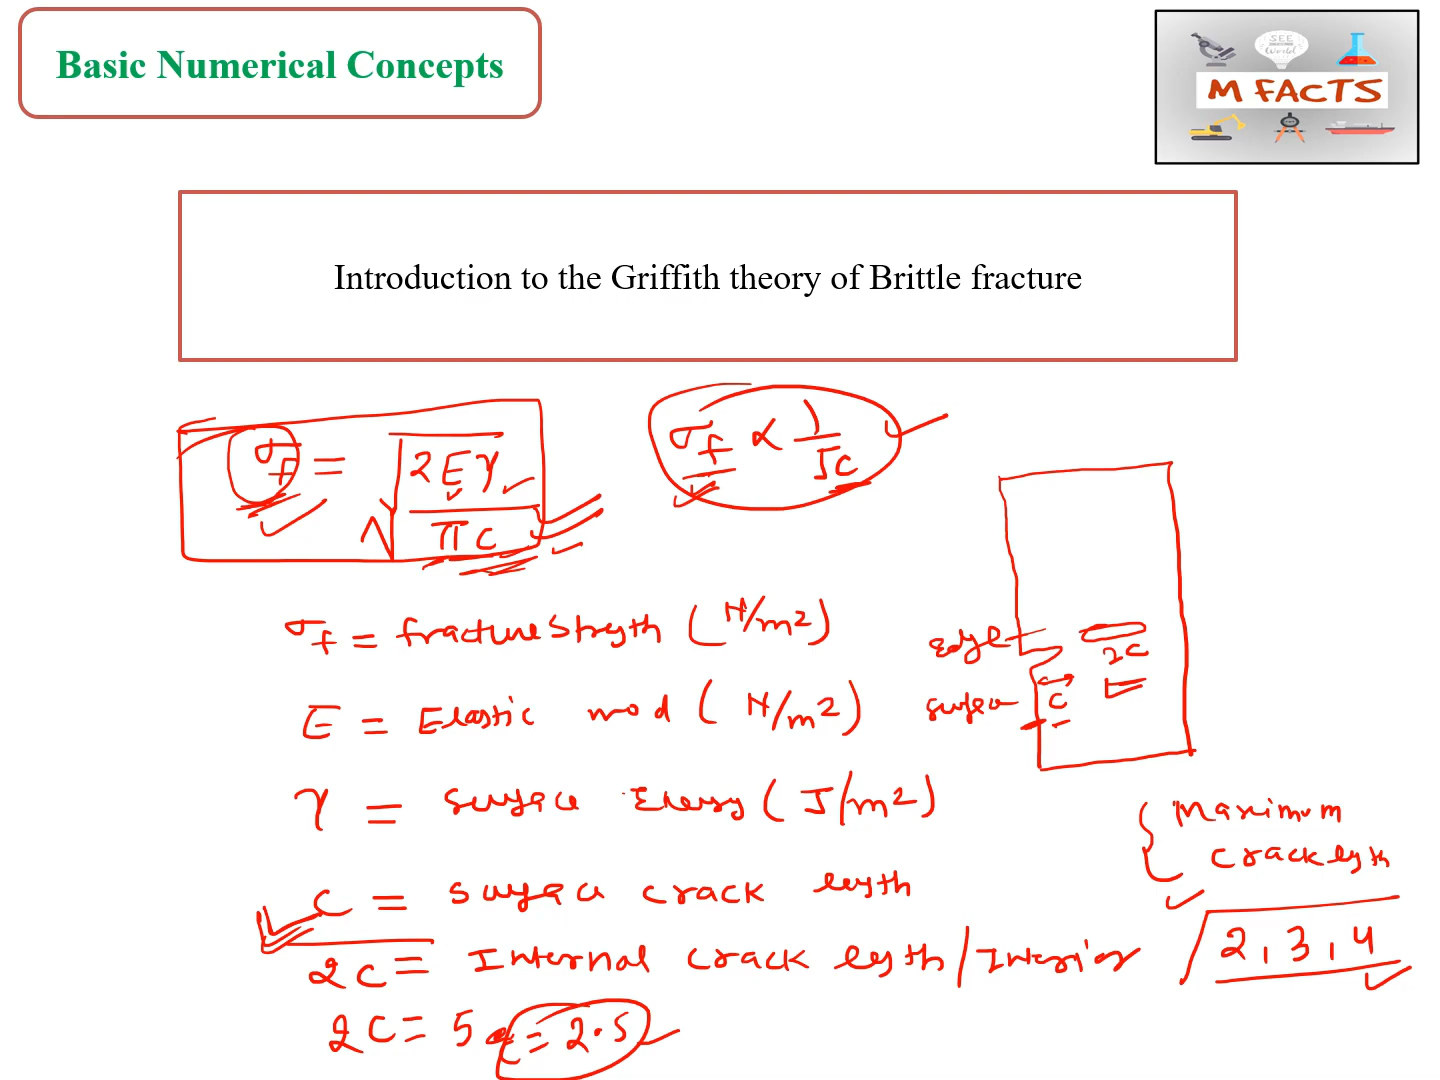 Basic Numerical Concepts
SEE
World
M FACTS
Introduction to the Griffith theory of Brittle fracture
σf = √(2Eγ / πc)
σf ∝ 1/√c
σf = fracture strength (N/m2)
E = Elastic mod (N/m2)
γ = surface Energy (J/m2)
c = surface crack length
2c = Internal crack length / Interior
2c = 5 c = 2.5
edge
surface
c
2c
Maximum
crack length
2, 3, 4